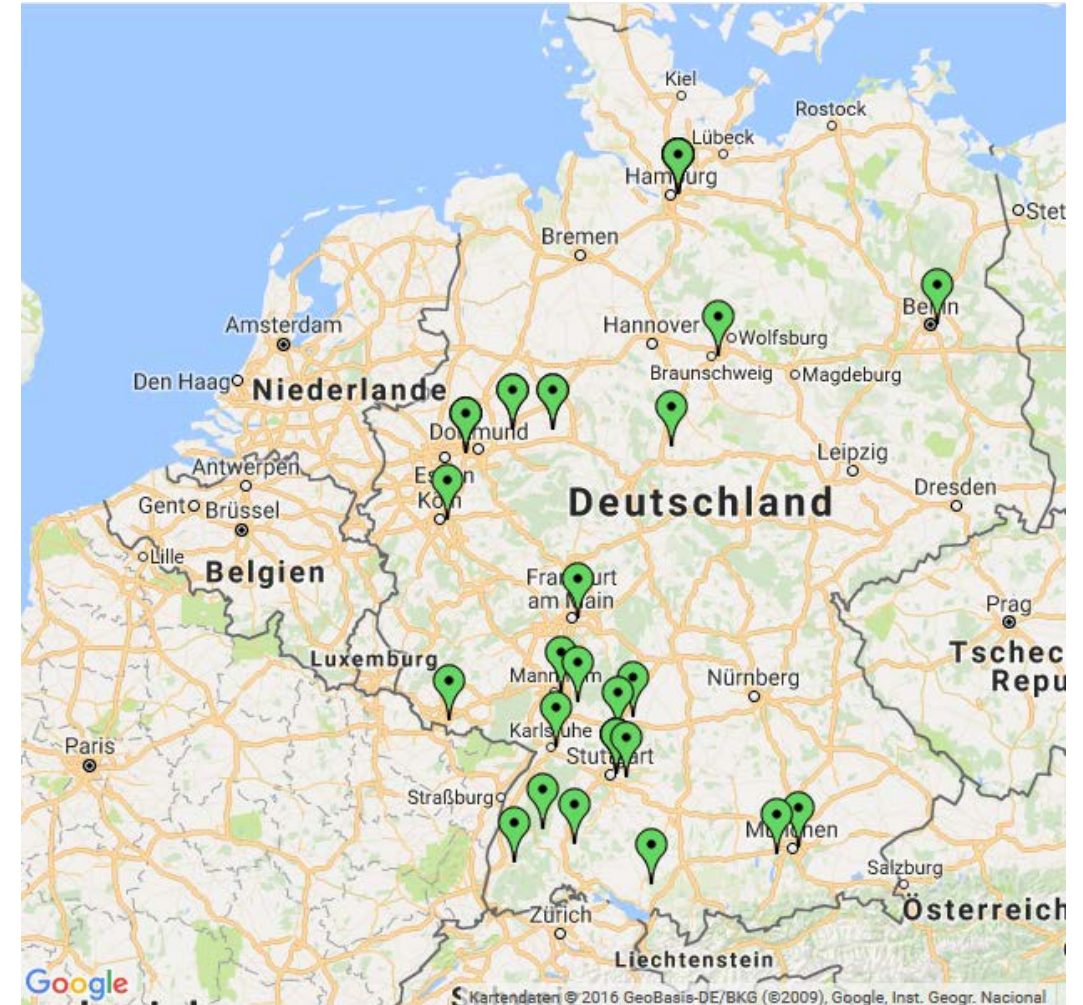 Kiel
Rostock
Lübeck
Hamburg
Stet
Bremen
Berlin
Amsterdam
Hannover
Wolfsburg
Braunschweig
Magdeburg
Den Haag
Niederlande
Dortmund
Leipzig
Antwerpen
Essen
Dresden
Gent
Brüssel
Köln
Deutschland
Lille
Belgien
Frankfurt
am Main
Prag
Luxemburg
Tschec
Repu
Mannheim
Nürnberg
Karlsruhe
Paris
Stuttgart
Straßburg
München
Salzburg
Zürich
Österreich
Liechtenstein
Google
Kartendaten © 2016 GeoBasis-DE/BKG (©2009), Google, Inst. Geogr. Nacional